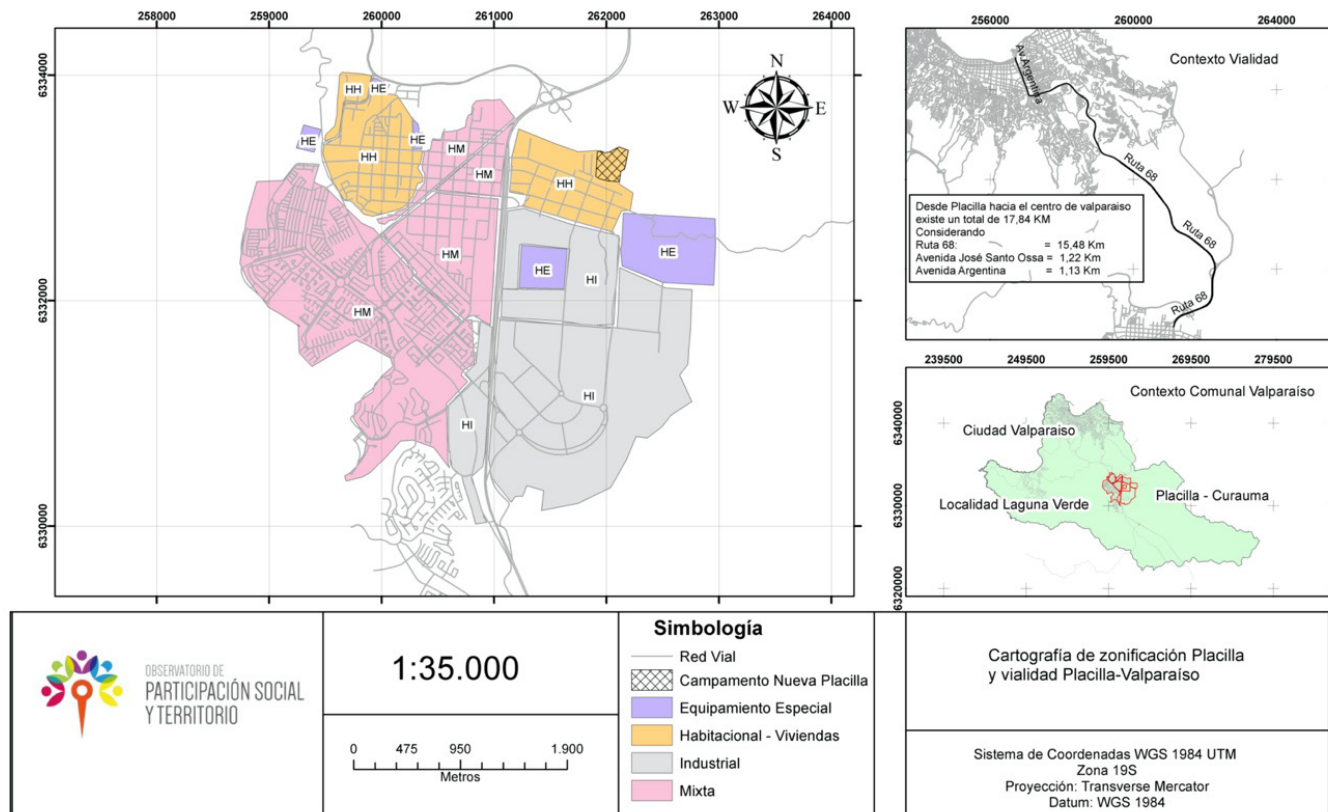 258000 259000 260000 261000 262000 263000 264000
6334000
6332000
6330000
N
W E
S
HH
HE
HE
HE
HH
HM
HM
HH
HM
HE
HE
HI
HM
HI
HI
256000 260000 264000
Contexto Vialidad
Av. Argentina
Ruta 68
Ruta 68
Ruta 68
Desde Placilla hacia el centro de valparaiso
existe un total de 17,84 KM
Considerando
Ruta 68: = 15,48 Km
Avenida José Santo Ossa = 1,22 Km
Avenida Argentina = 1,13 Km
239500 249500 259500 269500 279500
6340000
6330000
6320000
Contexto Comunal Valparaíso
Ciudad Valparaiso
Localidad Laguna Verde
Placilla - Curauma
OBSERVATORIO DE
PARTICIPACIÓN SOCIAL
Y TERRITORIO
1:35.000
0 475 950 1.900
Metros
Simbología
Red Vial
Campamento Nueva Placilla
Equipamiento Especial
Habitacional - Viviendas
Industrial
Mixta
Cartografía de zonificación Placilla
y vialidad Placilla-Valparaíso
Sistema de Coordenadas WGS 1984 UTM
Zona 19S
Proyección: Transverse Mercator
Datum: WGS 1984